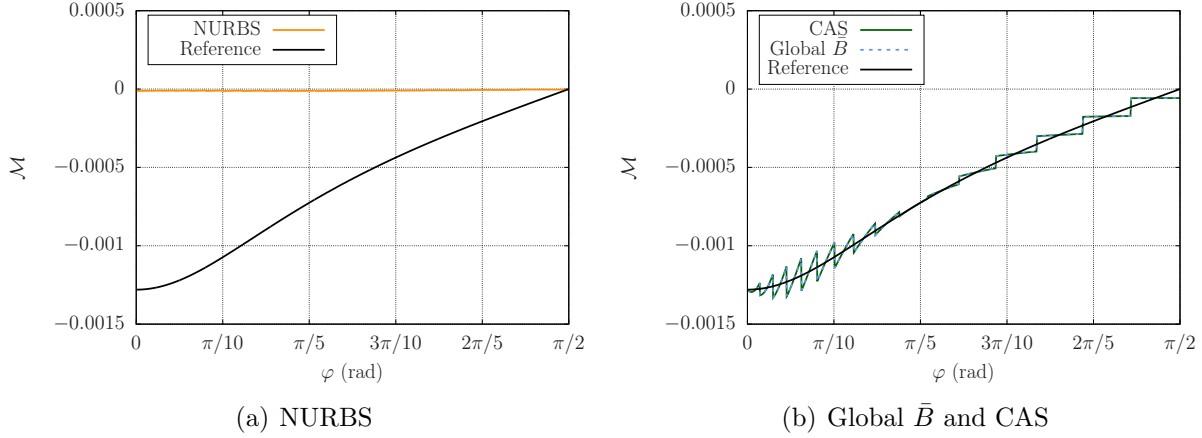 0.0005
0
−0.0005
−0.001
−0.0015
ℳ
NURBS
Reference
0
π/10
π/5
3π/10
2π/5
π/2
φ (rad)
(a) NURBS
0.0005
0
−0.0005
−0.001
−0.0015
ℳ
CAS
Global B̄
Reference
0
π/10
π/5
3π/10
2π/5
π/2
φ (rad)
(b) Global B̄ and CAS